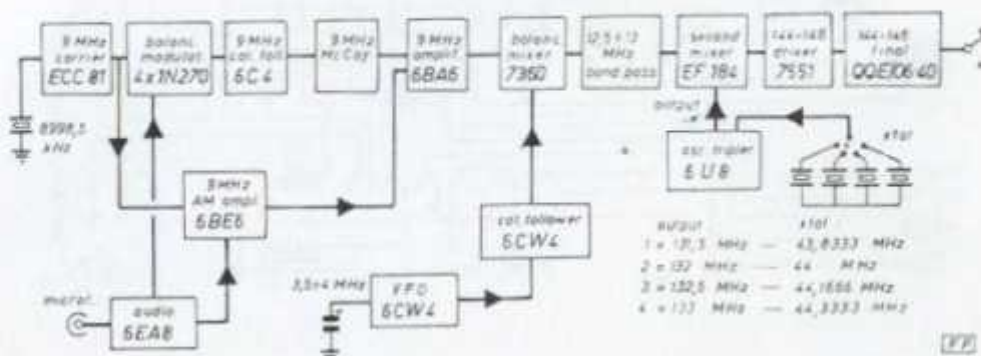 9 MHz
carrier
ECC 81
balanc.
modulat.
4x1N270
9 MHz
cat. foll.
6C4
9 MHz
McCoy
9 MHz
amplif.
6BA6
balanc.
mixer
7360
12,5÷13
MHz
band pass
second
mixer
EF 184
144÷146
driver
7551
144÷146
final
QQE/06 40
8998,5
kHz
output
osc. tripler
6U8
xtal
9 MHz
AM ampl.
6BE6
cat. follower
6CW4
3,5÷4 MHz
V.F.O
6CW4
microf.
audio
6EA8
output xtal
1 = 131,5 MHz — 43,8333 MHz
2 = 132 MHz — 44 MHz
3 = 132,5 MHz — 44,1666 MHz
4 = 133 MHz — 44,3333 MHz